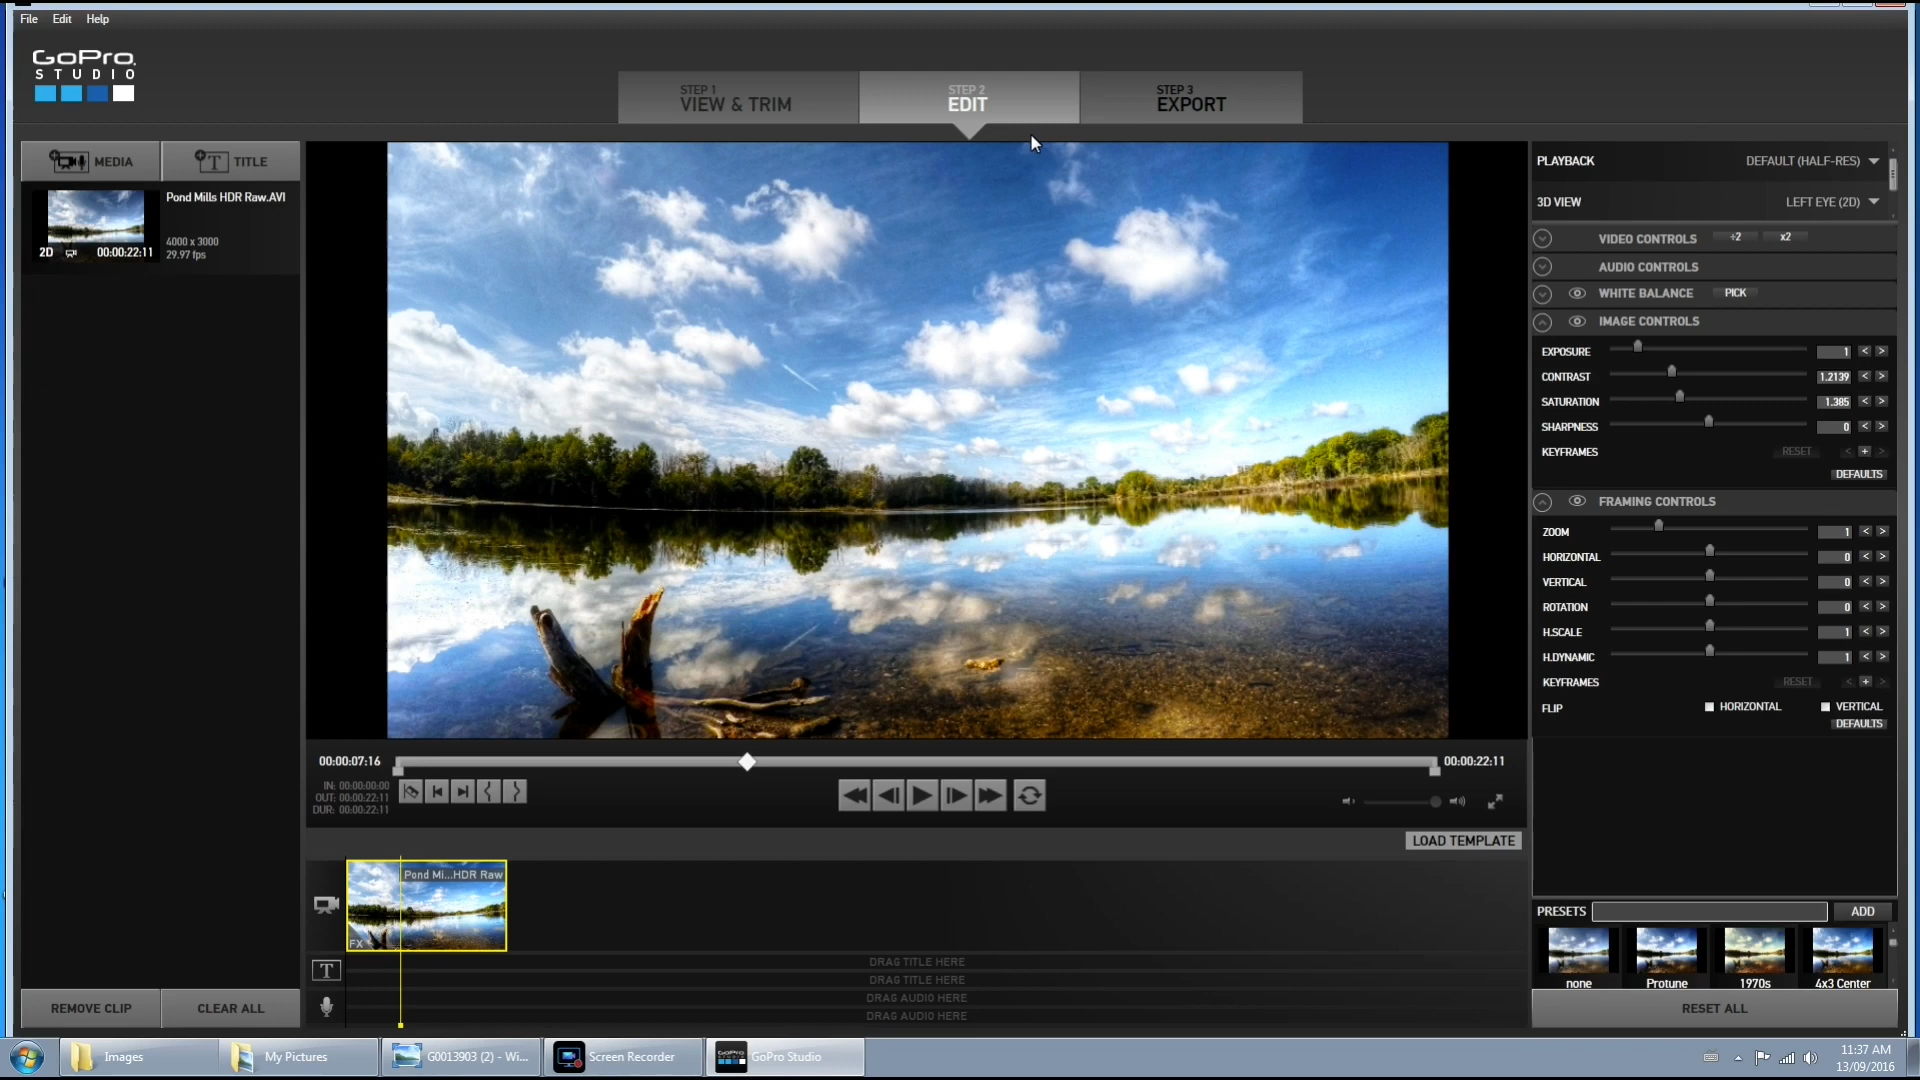 File Edit Help
GoPro
STUDIO
STEP 1
VIEW & TRIM
STEP 2
EDIT
STEP 3
EXPORT
MEDIA
T TITLE
Pond Mills HDR Raw.AVI
4000 x 3000
29.97 fps
2D 00:00:22:11
PLAYBACK DEFAULT (HALF-RES)
3D VIEW LEFT EYE (2D)
VIDEO CONTROLS ÷2 x2
AUDIO CONTROLS
WHITE BALANCE PICK
IMAGE CONTROLS
EXPOSURE 1 < >
CONTRAST 1.2139 < >
SATURATION 1.385 < >
SHARPNESS 0 < >
KEYFRAMES RESET < + >
DEFAULTS
FRAMING CONTROLS
ZOOM 1 < >
HORIZONTAL 0 < >
VERTICAL 0 < >
ROTATION 0 < >
H.SCALE 1 < >
H.DYNAMIC 1 < >
KEYFRAMES RESET < + >
FLIP HORIZONTAL VERTICAL
DEFAULTS
00:00:07:16 00:00:22:11
IN: 00:00:00:00
OUT: 00:00:22:11
DUR: 00:00:22:11
LOAD TEMPLATE
Pond Mi...HDR Raw
FX
T
DRAG TITLE HERE
DRAG TITLE HERE
DRAG AUDIO HERE
DRAG AUDIO HERE
PRESETS ADD
none Protune 1970s 4x3 Center
REMOVE CLIP CLEAR ALL
RESET ALL
Images
My Pictures
G0013903 (2) - Wi...
Screen Recorder
GoPro Studio
11:37 AM
13/09/2016